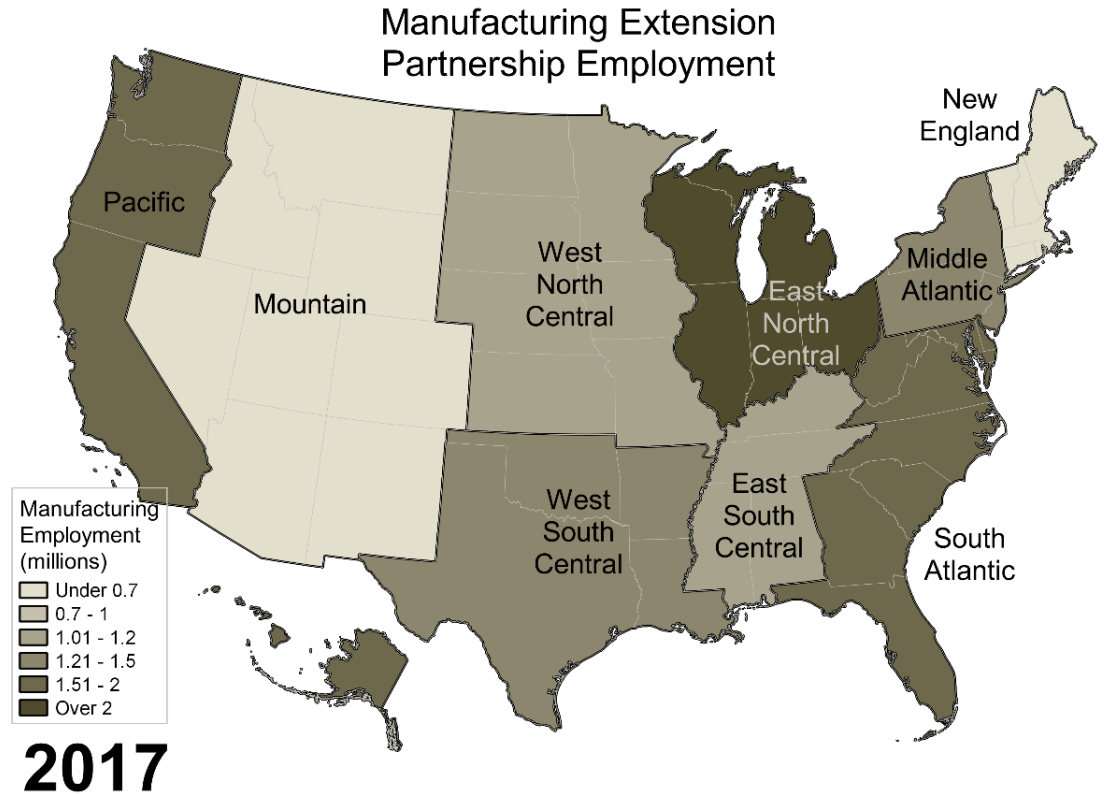 Manufacturing Extension
Partnership Employment
New
England
Pacific
Mountain
West
North
Central
East
North
Central
Middle
Atlantic
West
South
Central
East
South
Central
South
Atlantic
Manufacturing
Employment
(millions)
Under 0.7
0.7 - 1
1.01 - 1.2
1.21 - 1.5
1.51 - 2
Over 2
2017